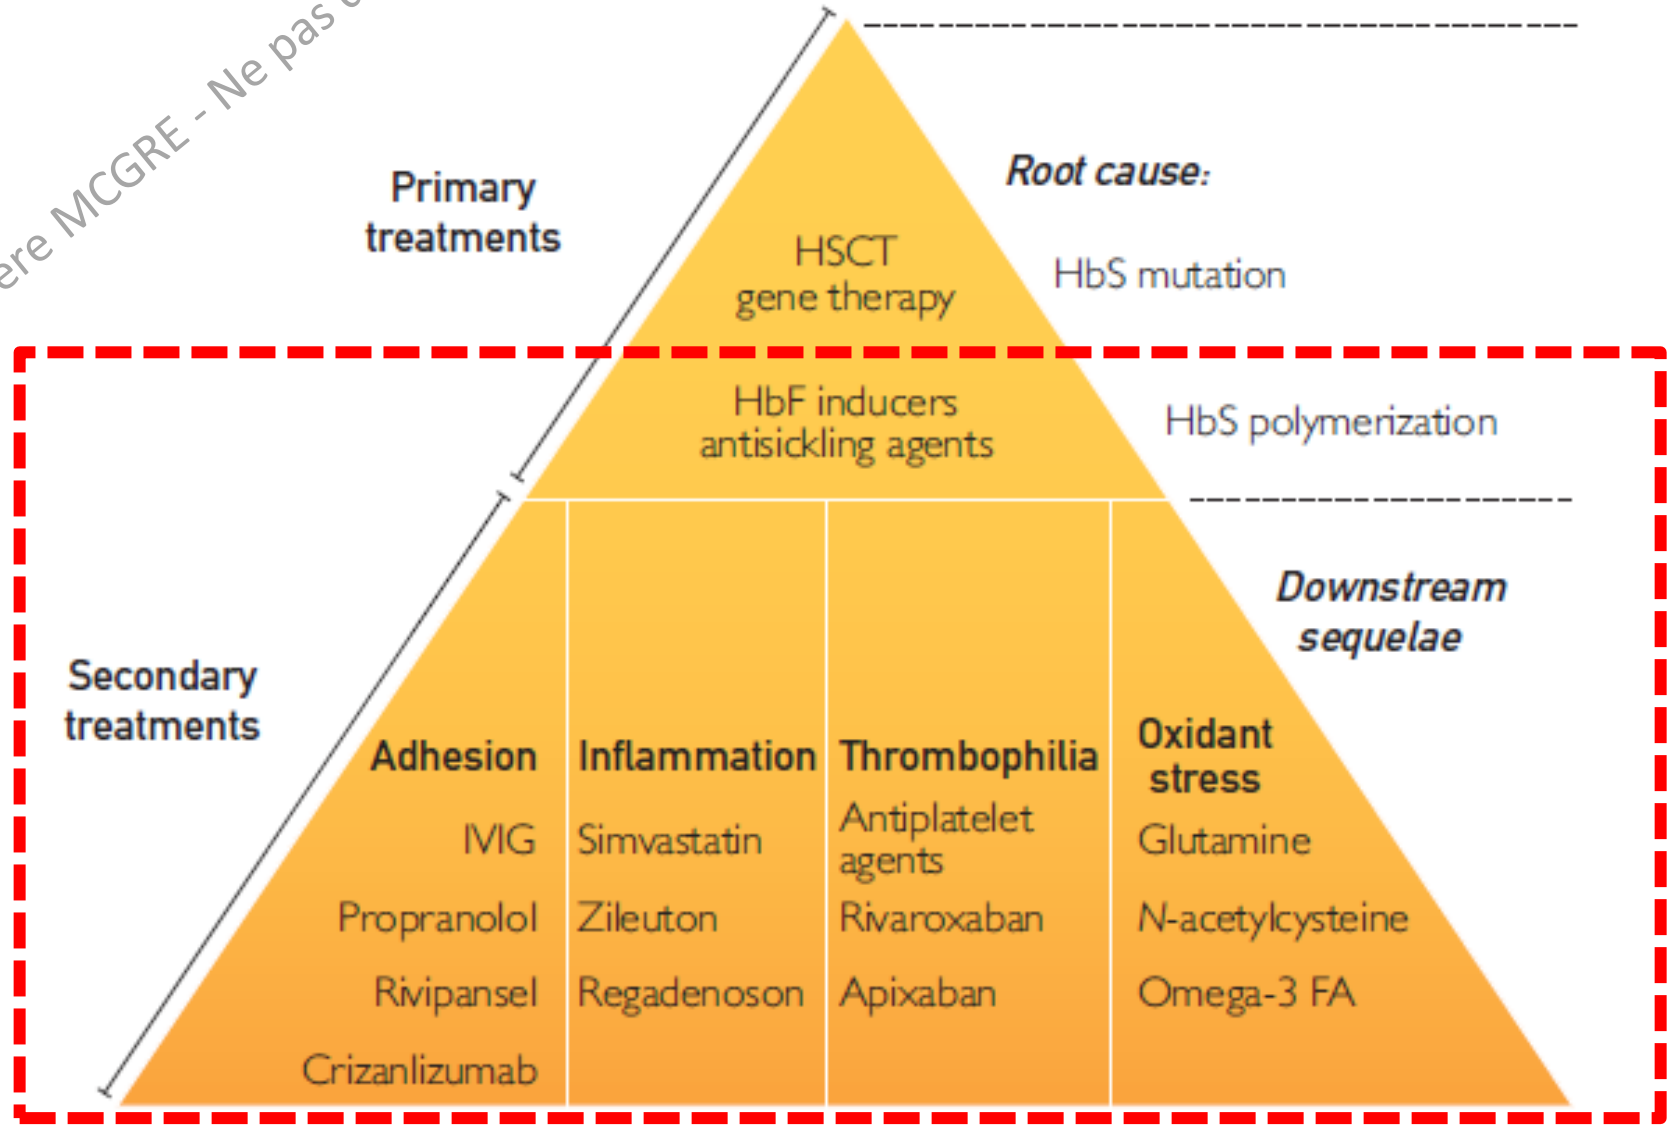 ere MCGRE - Ne pas
Primary
treatments
Root cause:
HSCT
gene therapy
HbS mutation
HbF inducers
antisickling agents
HbS polymerization
Downstream
sequelae
Secondary
treatments
Adhesion
IVIG
Propranolol
Rivipansel
Crizanlizumab
Inflammation
Simvastatin
Zileuton
Regadenoson
Thrombophilia
Antiplatelet
agents
Rivaroxaban
Apixaban
Oxidant
stress
Glutamine
N-acetylcysteine
Omega-3 FA